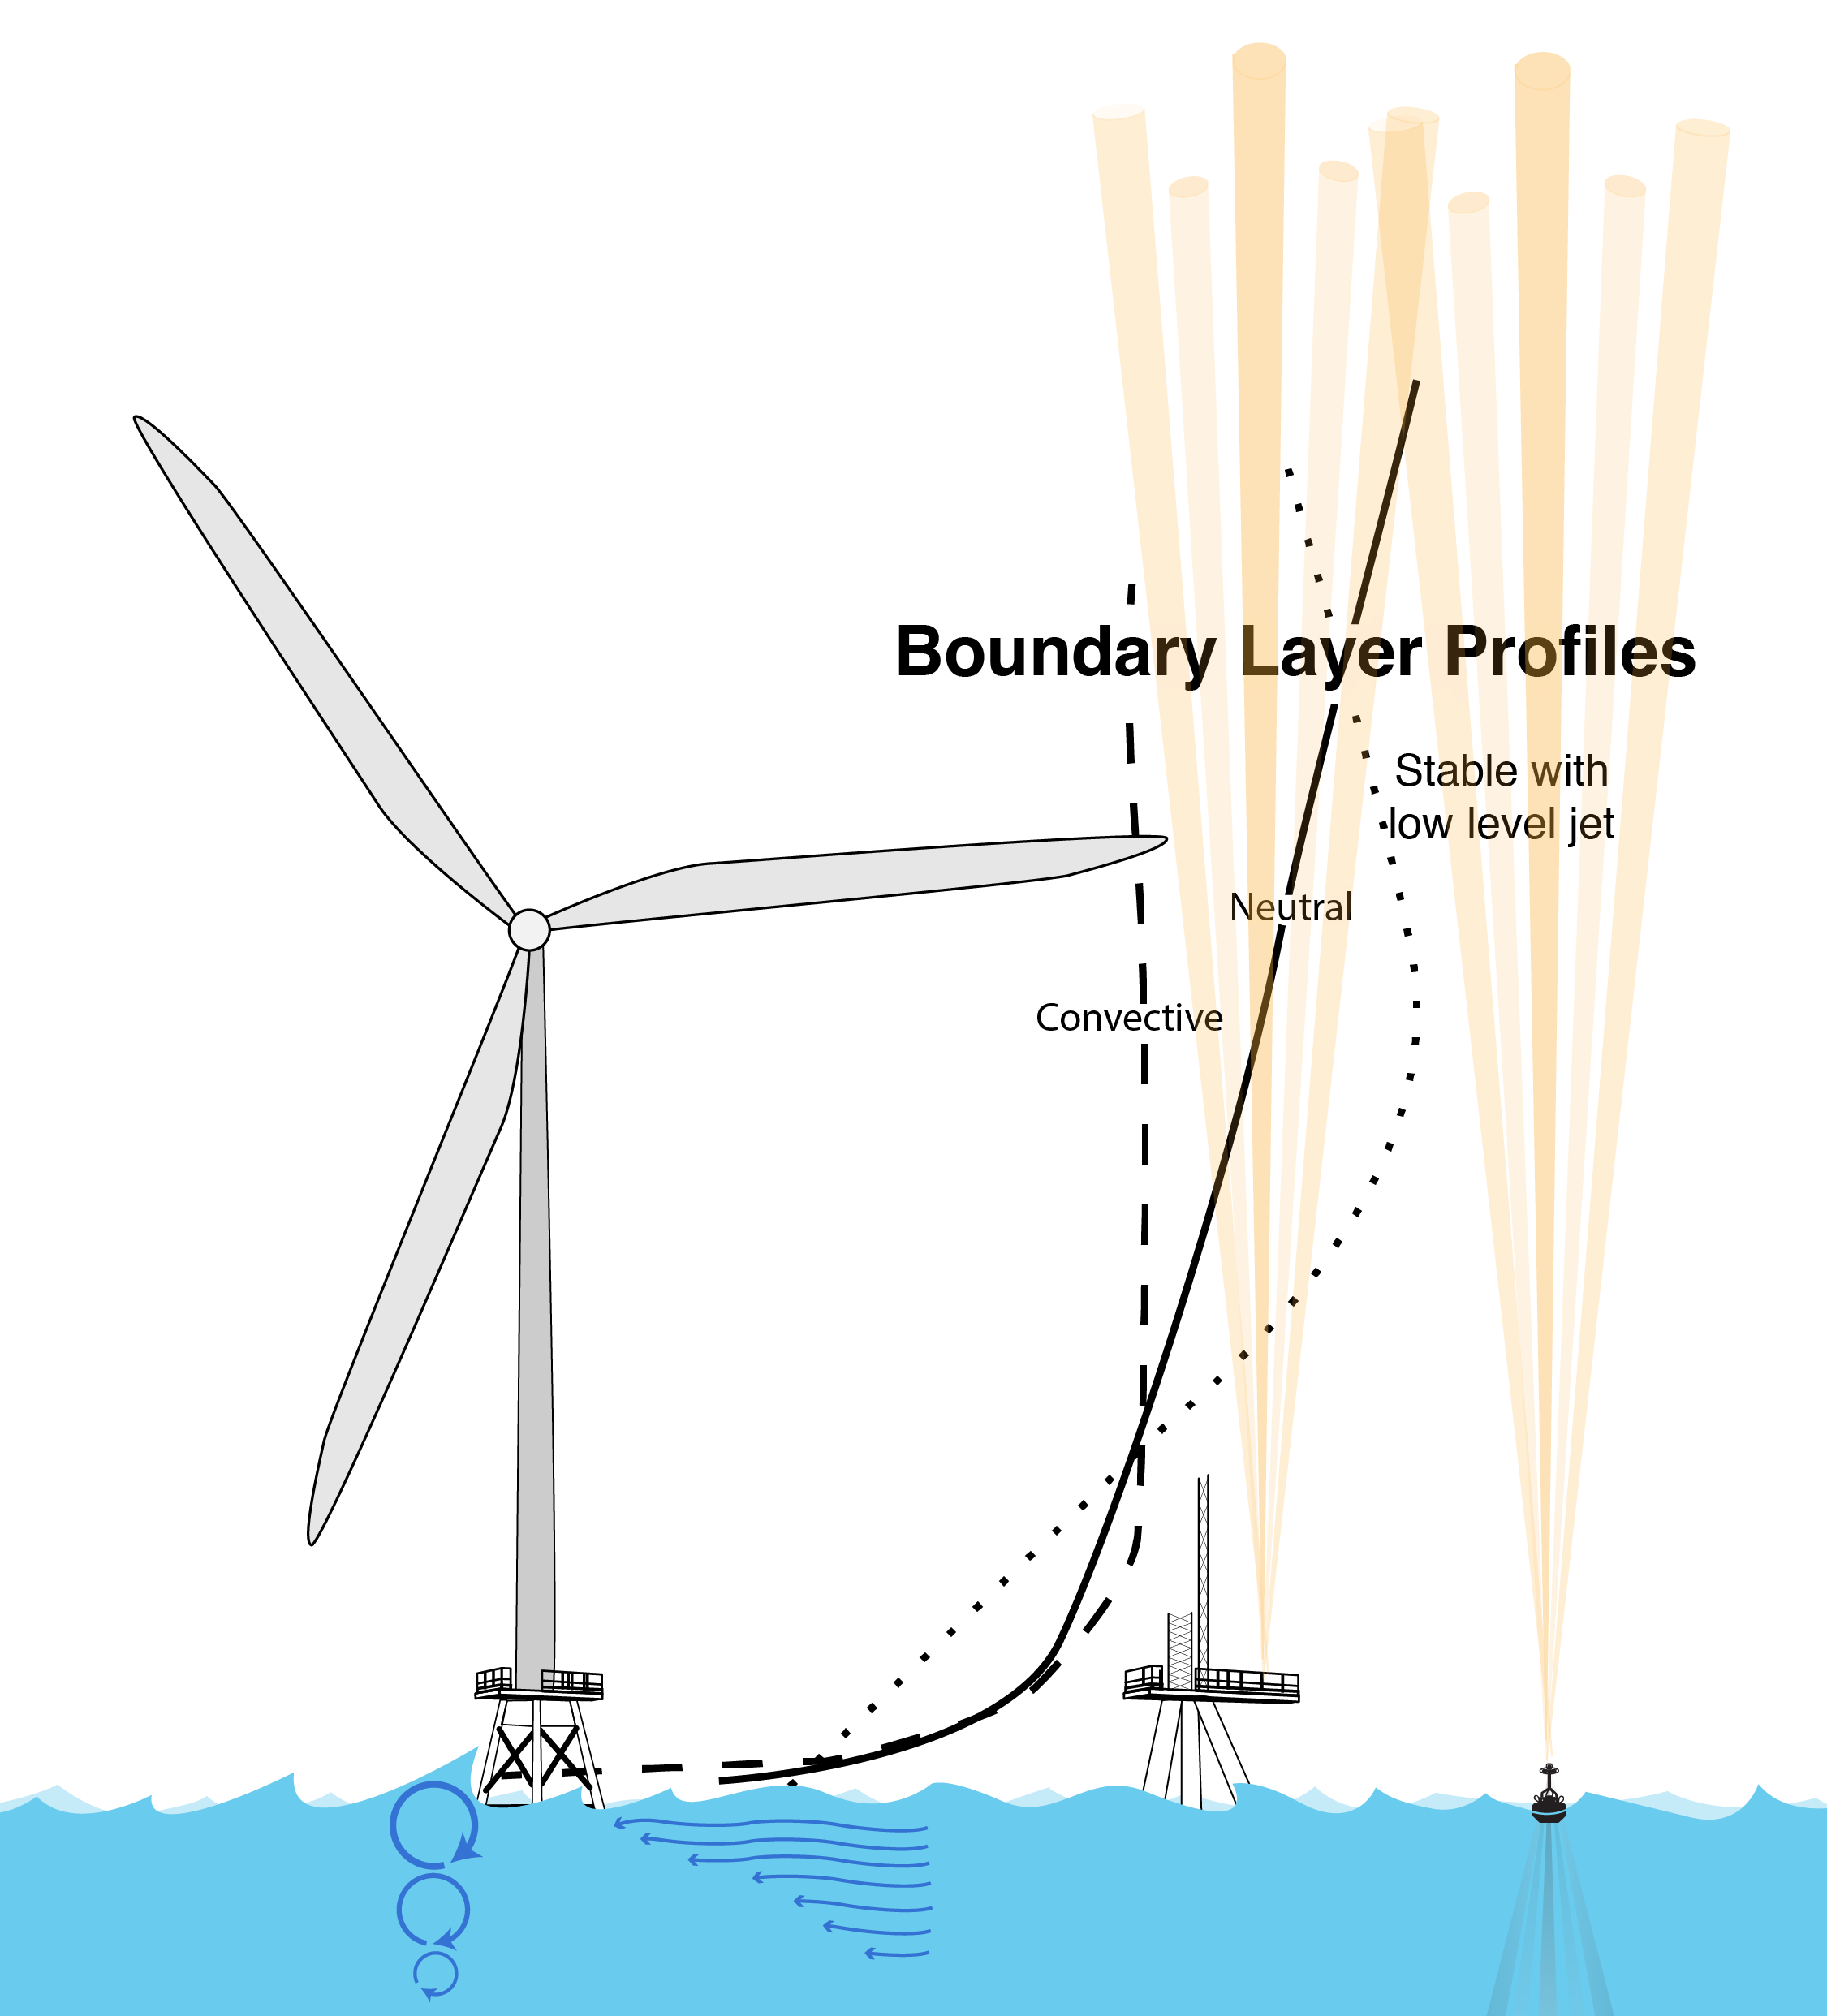 Boundary Layer Profiles
Stable with
low level jet
Neutral
Convective